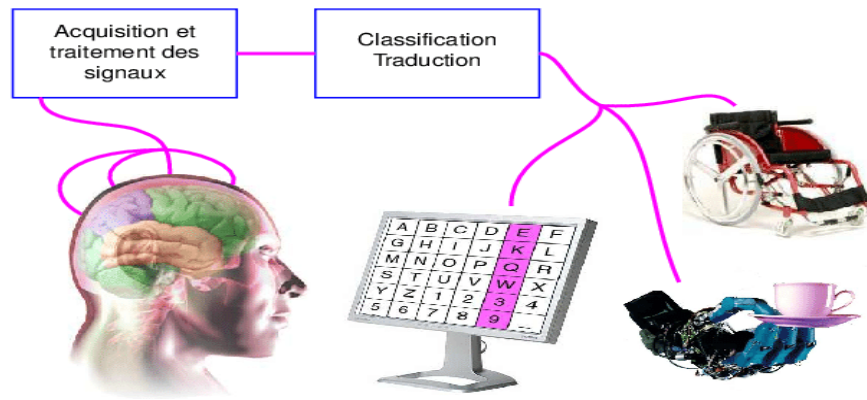 Acquisition et
traitement des
signaux
Classification
Traduction
A B C D E F
G H I J K L
M N O P Q R
S T U V W X
Y Z 1 2 3 4
5 6 7 8 9 _